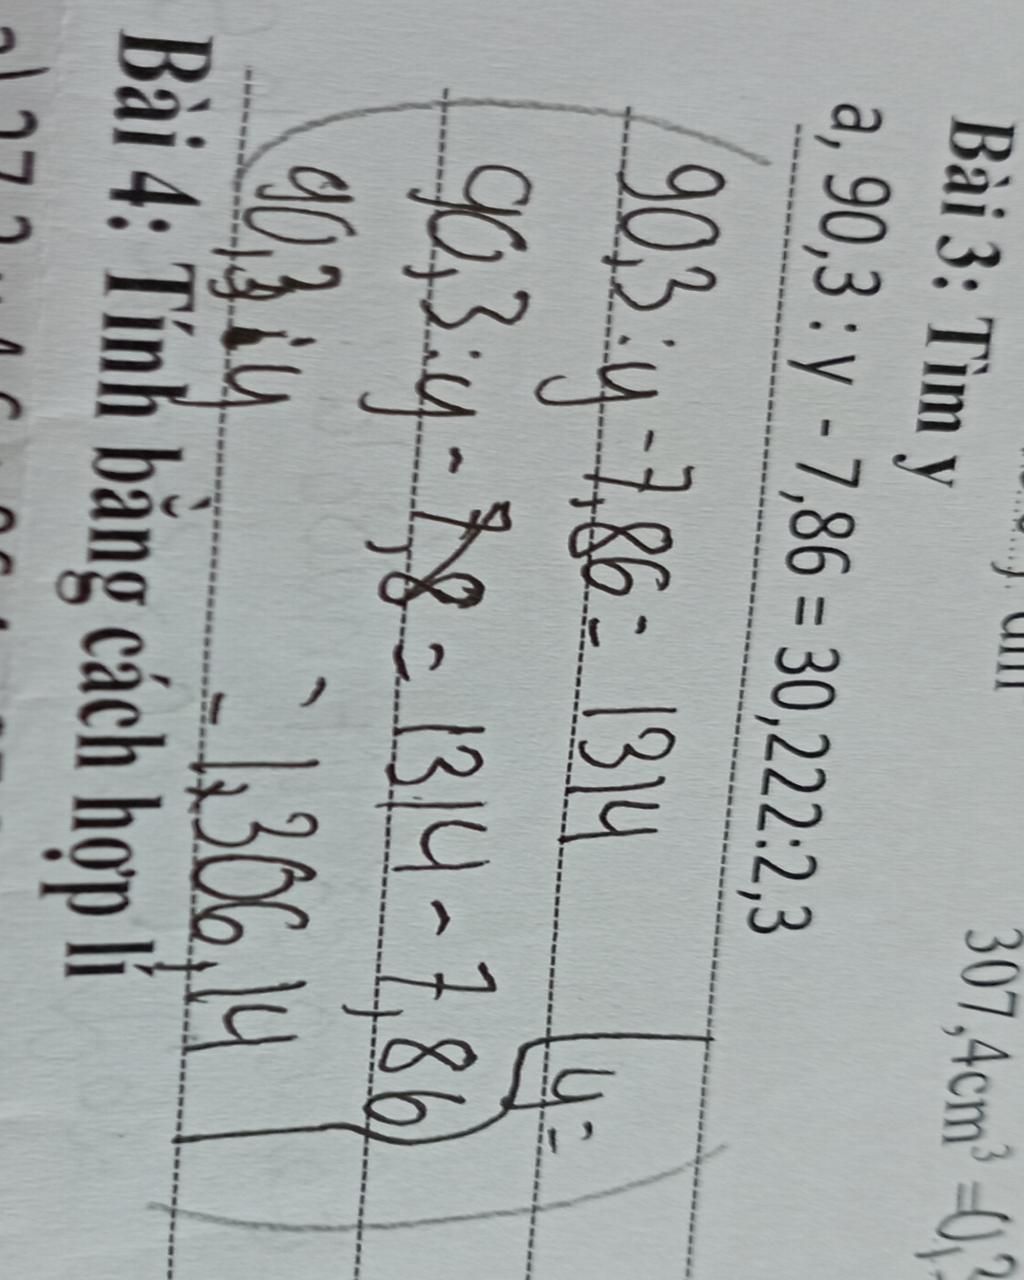 307,4cm³ = 0,
Bài 3: Tìm y
a, 90,3 : y - 7,86 = 30,222:2,3
90,3 : y - 7,86 = 1314
y =
90,3 : y - 7,8 = 1314 - 7,86
90,3 : y = 1306,14
Bài 4: Tính bằng cách hợp lí